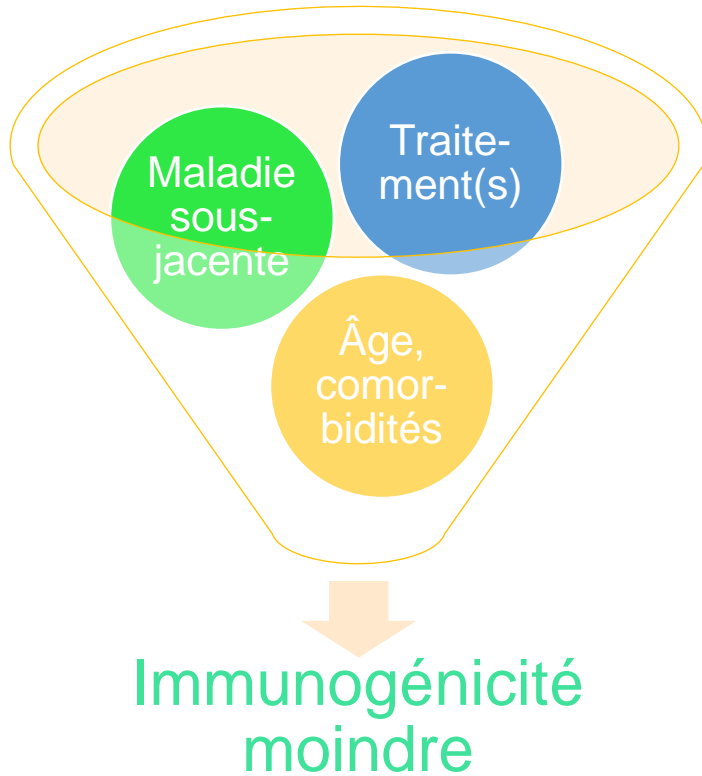 Maladie
sous-
jacente
Traite-
ment(s)
Âge,
comor-
bidités
Immunogénicité
moindre